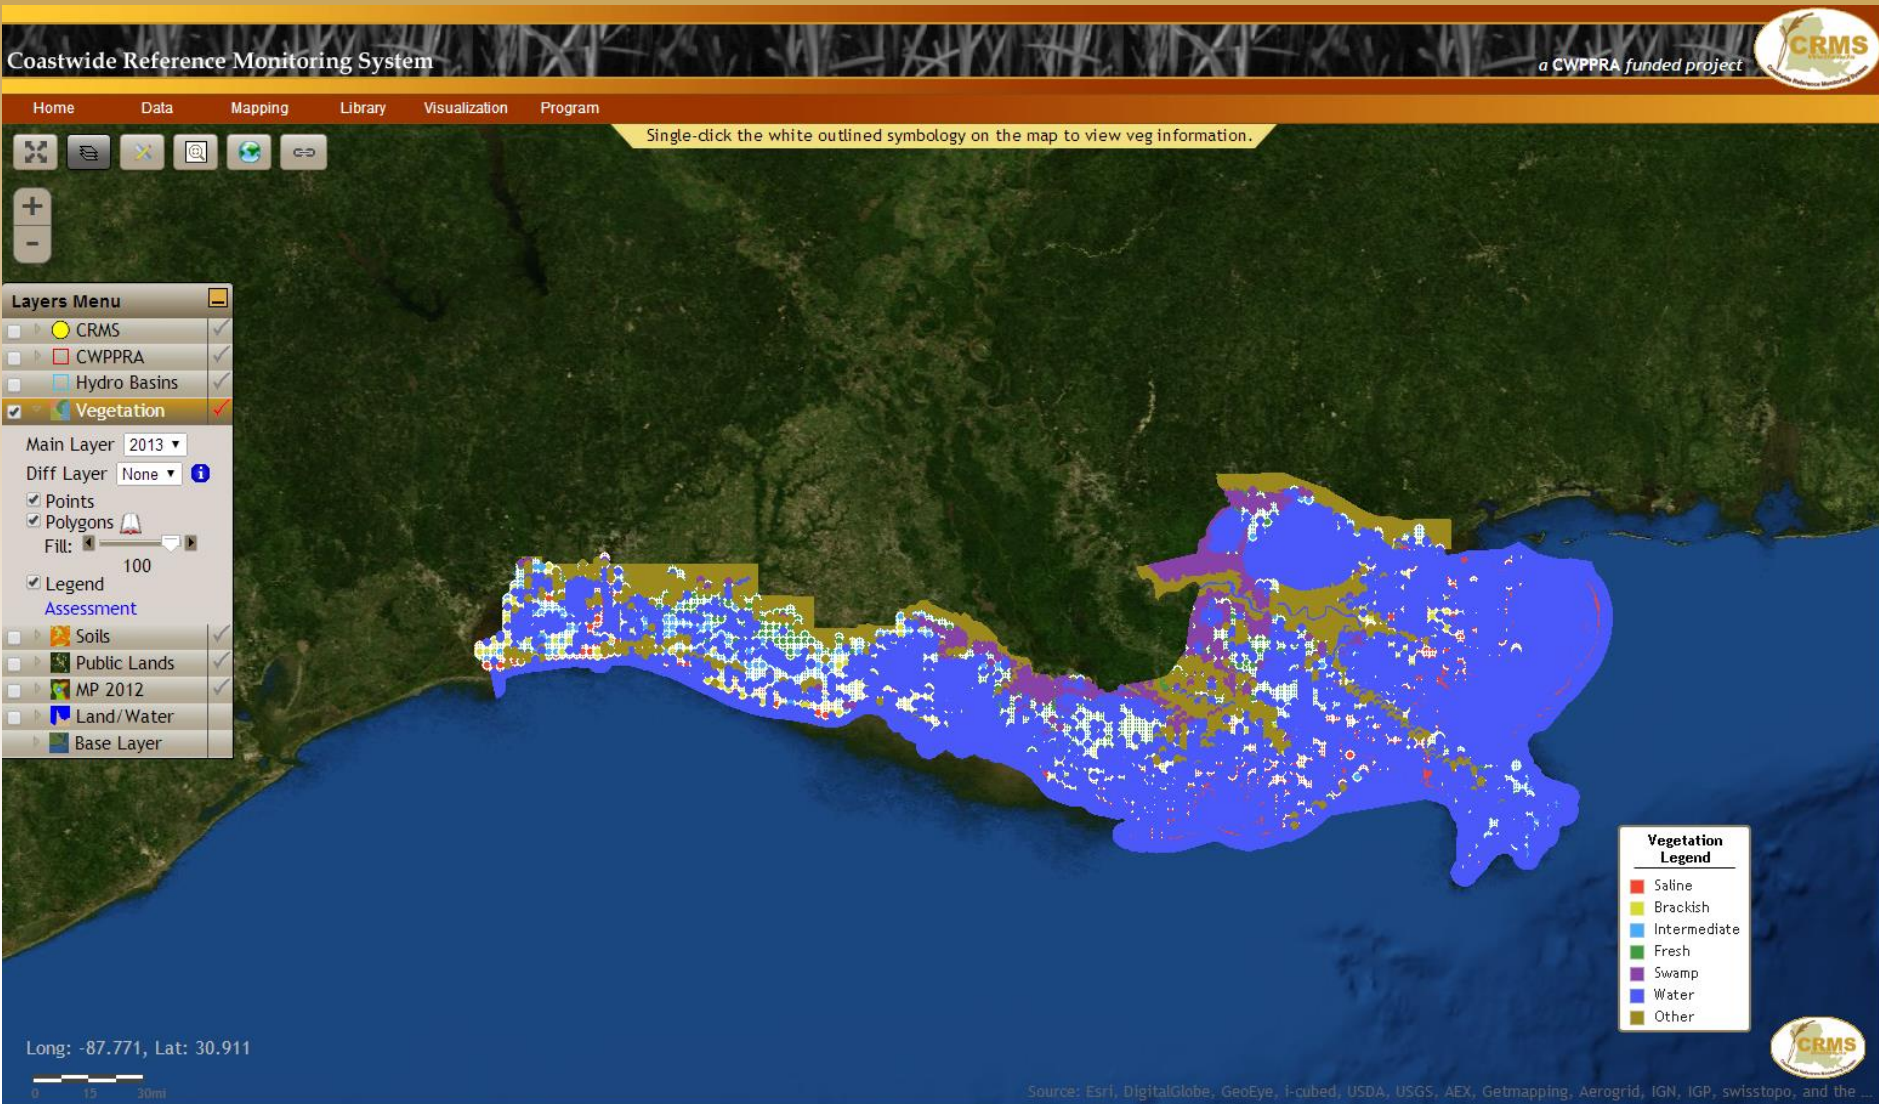 Coastwide Reference Monitoring System
a CWPPRA funded project
CRMS
Home Data Mapping Library Visualization Program
Single-click the white outlined symbology on the map to view veg information.
+
-
Layers Menu
CRMS
CWPPRA
Hydro Basins
Vegetation
Main Layer 2013
Diff Layer None i
Points
Polygons
Fill:
100
Legend
Assessment
Soils
Public Lands
MP 2012
Land/Water
Base Layer
Vegetation
Legend
Saline
Brackish
Intermediate
Fresh
Swamp
Water
Other
Long: -87.771, Lat: 30.911
0 15 30mi
CRMS
Source: Esri, DigitalGlobe, GeoEye, i-cubed, USDA, USGS, AEX, Getmapping, Aerogrid, IGN, IGP, swisstopo, and the ...